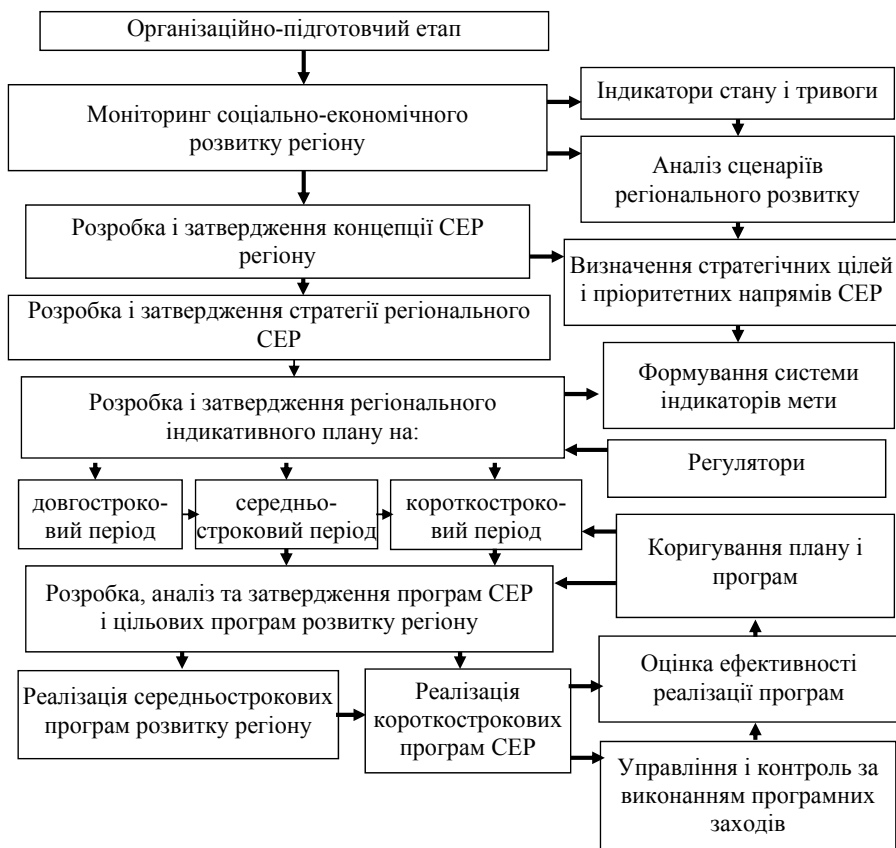 Організаційно-підготовчий етап
Моніторинг соціально-економічного
розвитку регіону
Індикатори стану і тривоги
Аналіз сценаріїв
регіонального розвитку
Розробка і затвердження концепції СЕР
регіону
Визначення стратегічних цілей
і пріоритетних напрямів СЕР
Розробка і затвердження стратегії регіонального
СЕР
Формування системи
індикаторів мети
Розробка і затвердження регіонального
індикативного плану на:
Регулятори
довгостроко-
вий період
середньо-
строковий період
короткостроко-
вий період
Коригування плану і
програм
Розробка, аналіз та затвердження програм СЕР
і цільових програм розвитку регіону
Оцінка ефективності
реалізації програм
Реалізація середньострокових
програм розвитку регіону
Реалізація
короткострокових
програм СЕР
Управління і контроль за
виконанням програмних
заходів